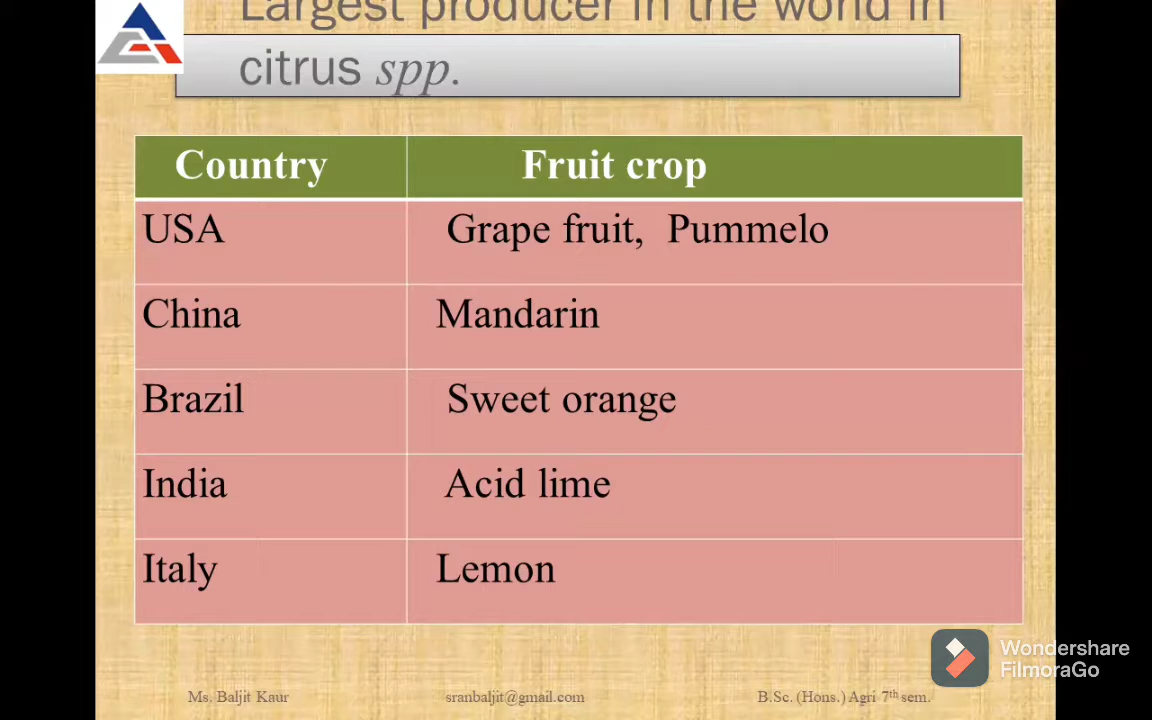 Largest producer in the world in
citrus spp.
Country Fruit crop
USA Grape fruit, Pummelo
China Mandarin
Brazil Sweet orange
India Acid lime
Italy Lemon
Wondershare
FilmoraGo
Ms. Baljit Kaur sranbaljit@gmail.com B.Sc. (Hons.) Agri 7th sem.